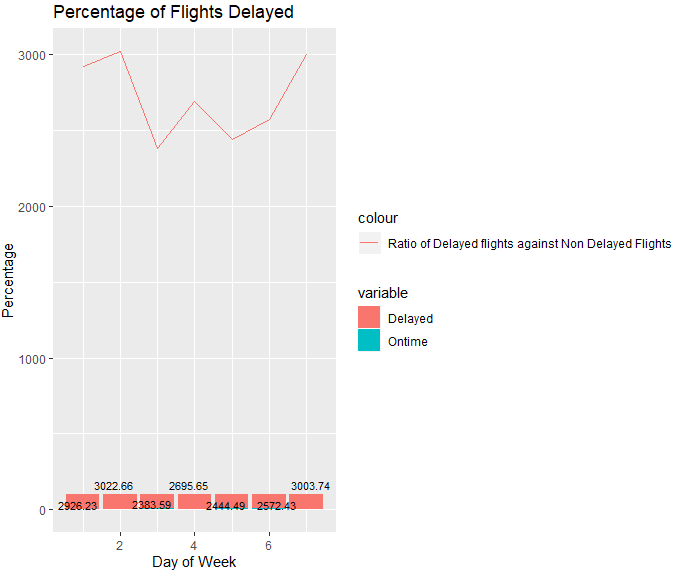 Percentage of Flights Delayed
Percentage
3000
2000
1000
0
3022.66
2695.65
3003.74
2926.23
2383.59
2444.49
2572.43
2
4
6
Day of Week
colour
Ratio of Delayed flights against Non Delayed Flights
variable
Delayed
Ontime